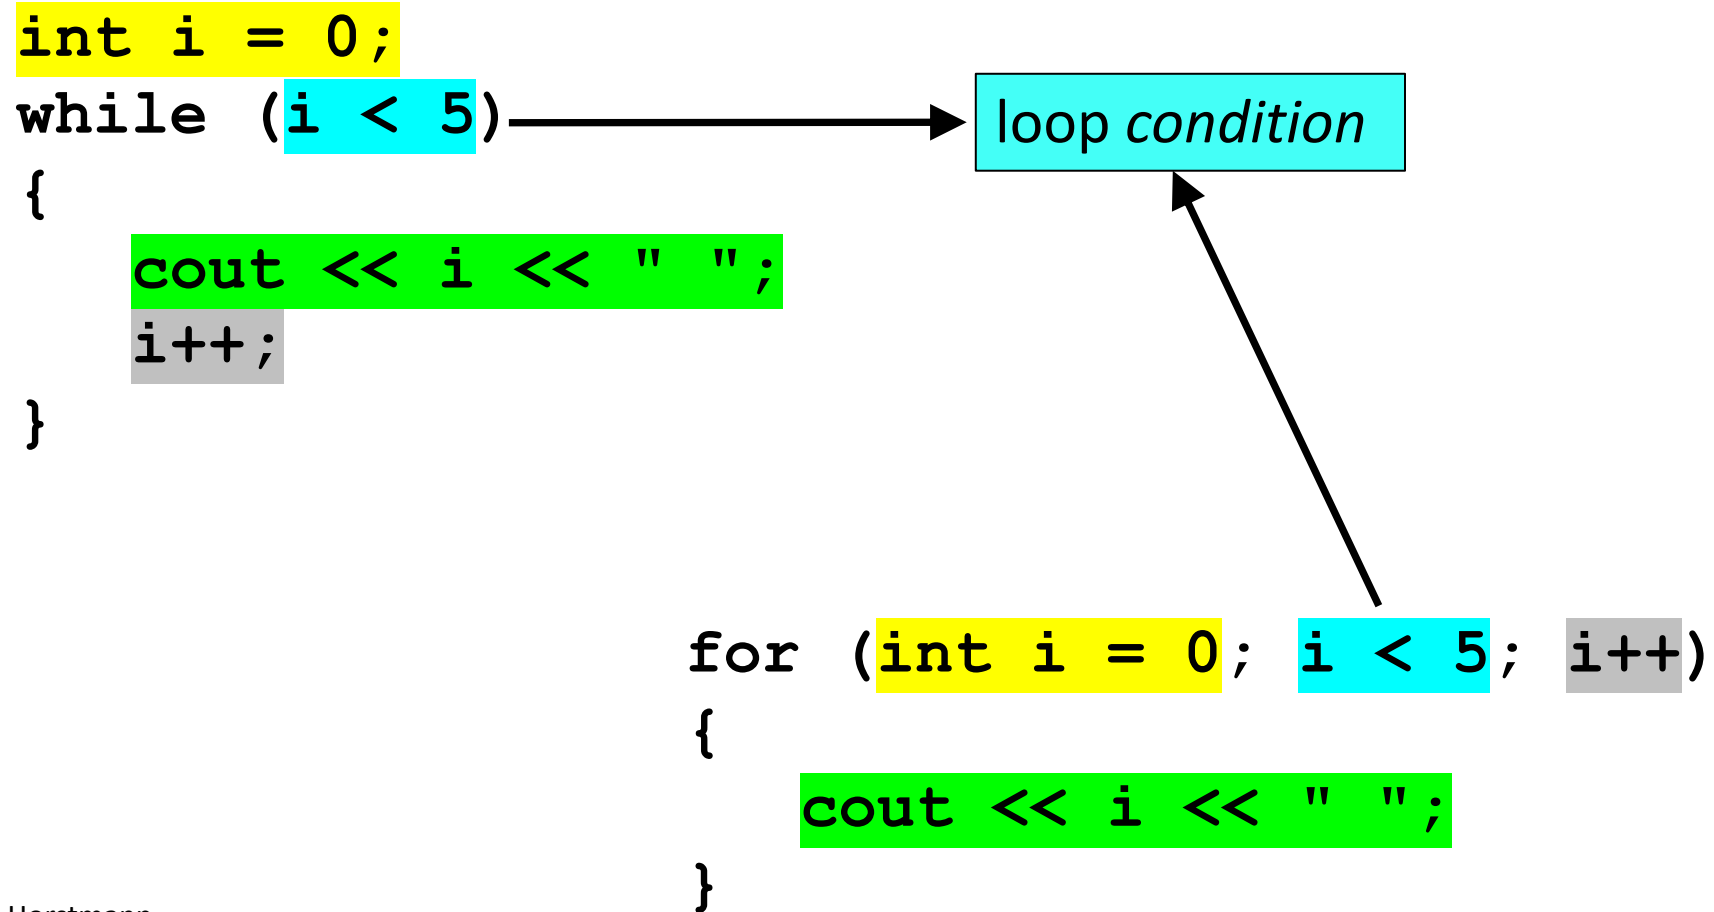 int i = 0;
while (i < 5)
loop condition
{
    cout << i << " ";
    i++;
}
for (int i = 0; i < 5; i++)
{
    cout << i << " ";
}